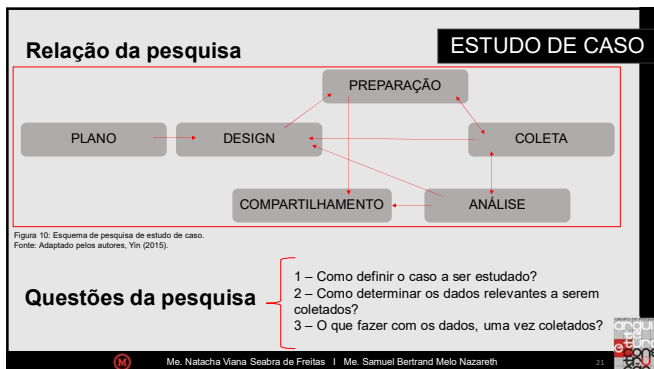 Relação da pesquisa
ESTUDO DE CASO
PREPARAÇÃO
PLANO
DESIGN
COLETA
COMPARTILHAMENTO
ANÁLISE
Figura 10: Esquema de pesquisa de estudo de caso.
Fonte: Adaptado pelos autores, Yin (2015).
Questões da pesquisa
1 – Como definir o caso a ser estudado?
2 – Como determinar os dados relevantes a serem
coletados?
3 – O que fazer com os dados, uma vez coletados?
M
Me. Natacha Viana Seabra de Freitas I Me. Samuel Bertrand Melo Nazareth
21